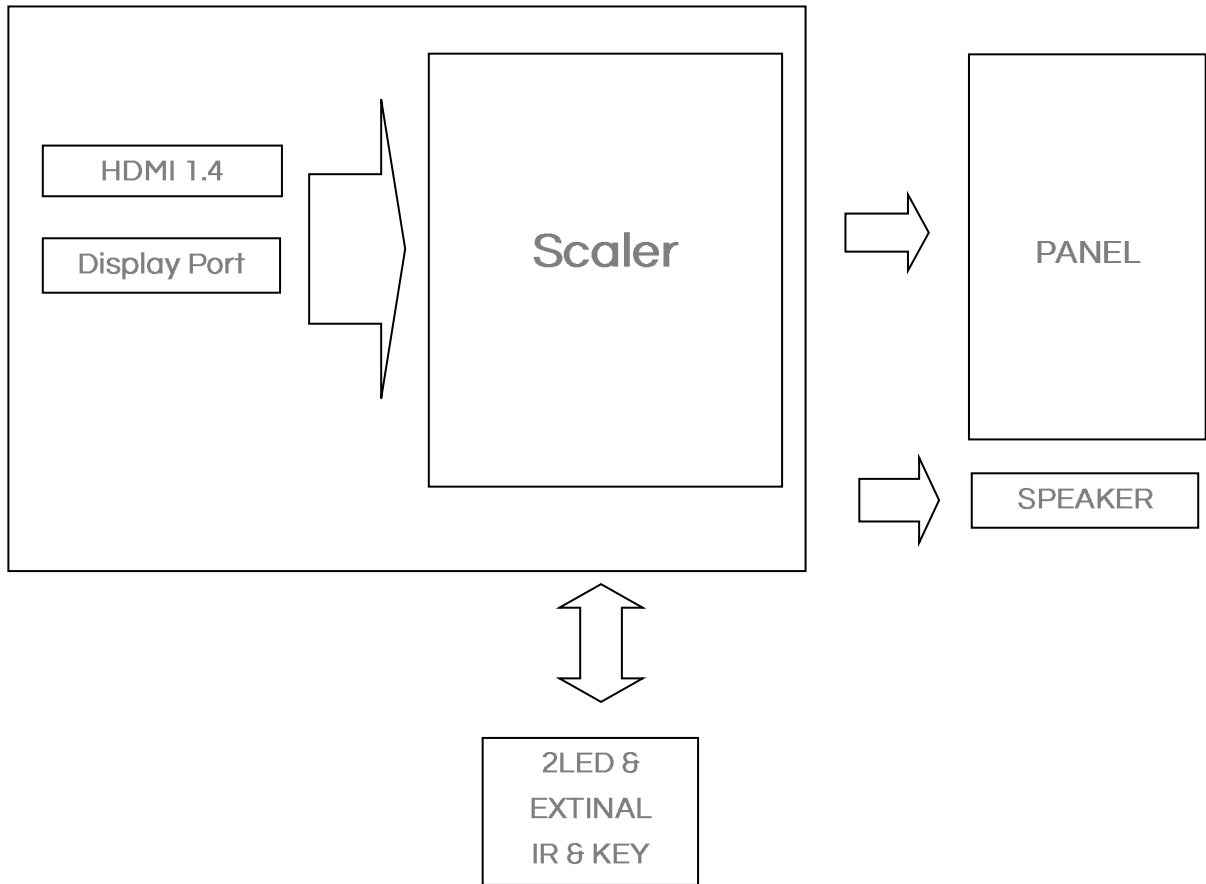 HDMI 1.4
Display Port
Scaler
PANEL
SPEAKER
2LED &
EXTINAL
IR & KEY